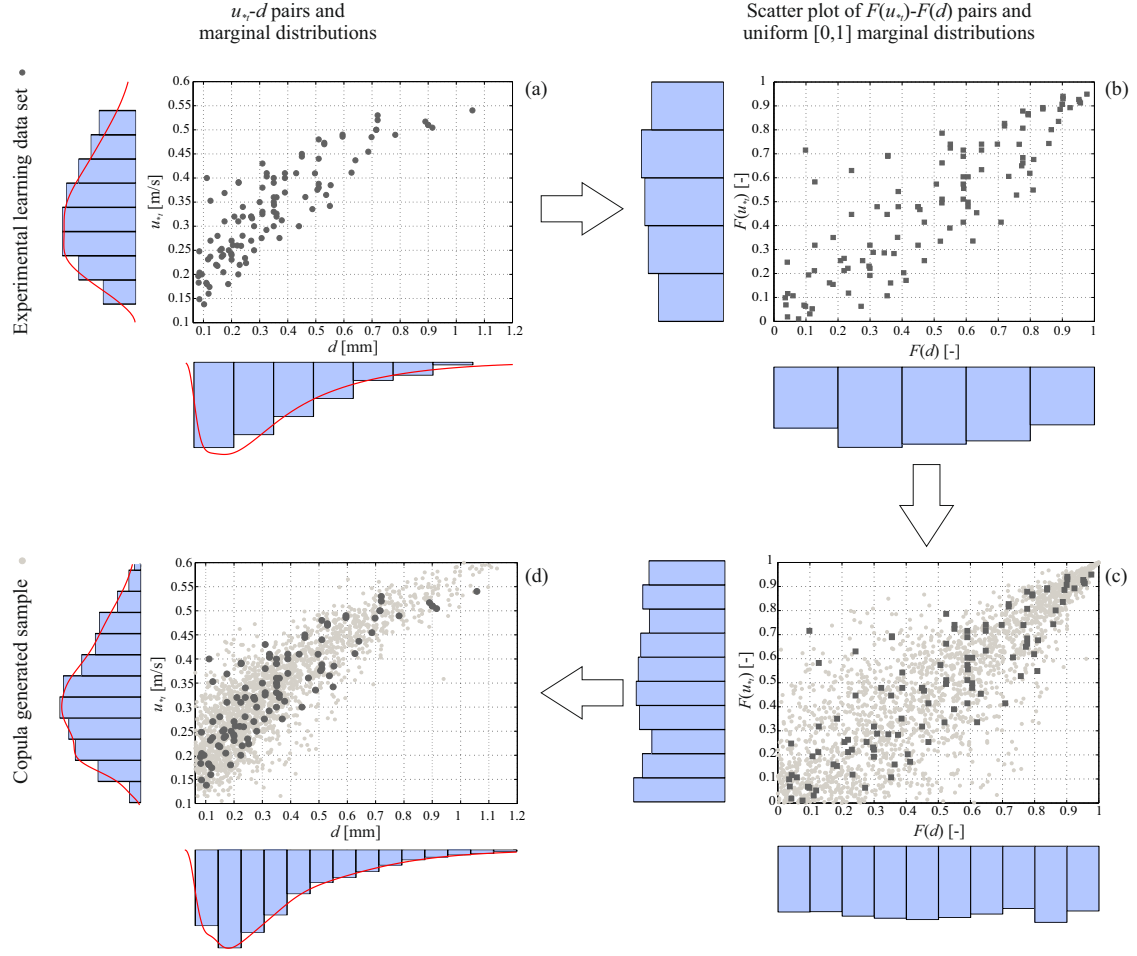 u*t-d pairs and
marginal distributions
Scatter plot of F(u*t)-F(d) pairs and
uniform [0,1] marginal distributions
Experimental learning data set
(a)
0.6
0.55
0.5
0.45
0.4
0.35
0.3
0.25
0.2
0.15
0.1
u*t [m/s]
0.1 0.2 0.3 0.4 0.5 0.6 0.7 0.8 0.9 1 1.1 1.2
d [mm]
(b)
1
0.9
0.8
0.7
0.6
0.5
0.4
0.3
0.2
0.1
0
F(u*t) [-]
0 0.1 0.2 0.3 0.4 0.5 0.6 0.7 0.8 0.9 1
F(d) [-]
Copula generated sample
(d)
0.6
0.5
0.4
0.35
0.3
0.25
0.2
0.15
0.1
u*t [m/s]
0.1 0.2 0.3 0.4 0.5 0.6 0.7 0.8 0.9 1 1.1 1.2
d [mm]
(c)
1
0.9
0.8
0.7
0.6
0.5
0.4
0.3
0.2
0.1
0
F(u*t) [-]
0 0.1 0.2 0.3 0.4 0.5 0.6 0.7 0.8 0.9 1
F(d) [-]